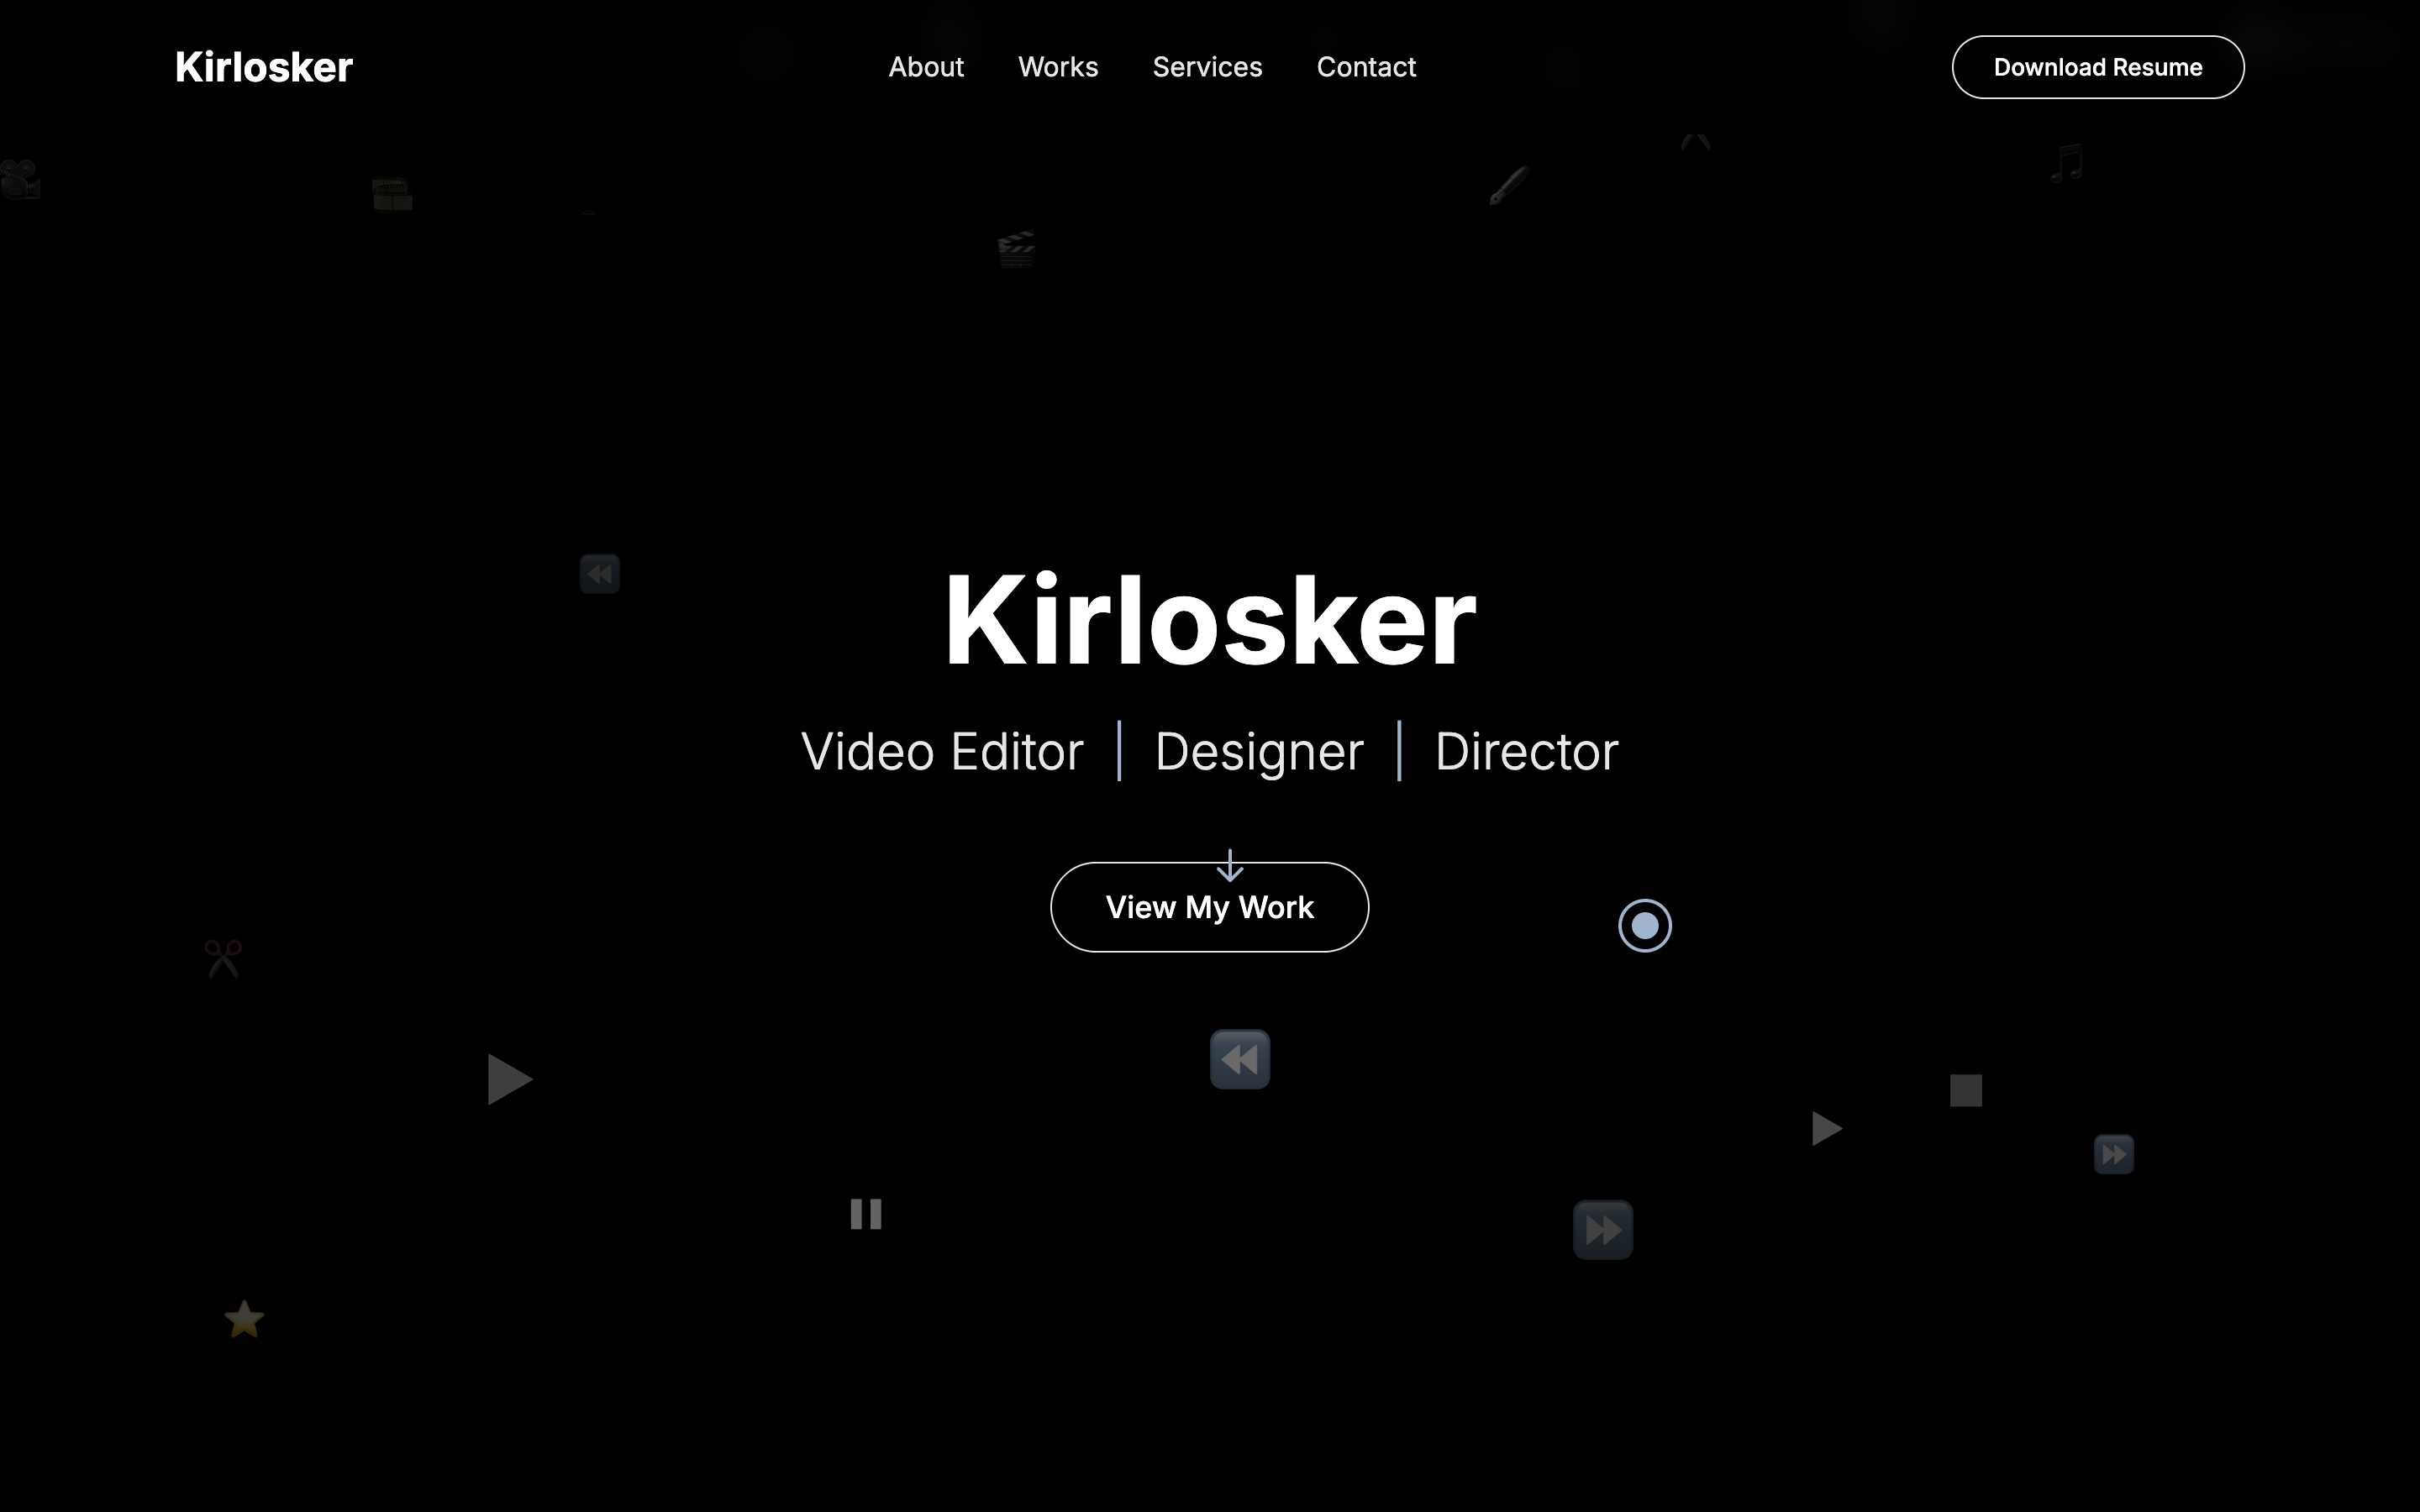 Kirlosker
About Works Services Contact
Download Resume
Kirlosker
Video Editor | Designer | Director
View My Work